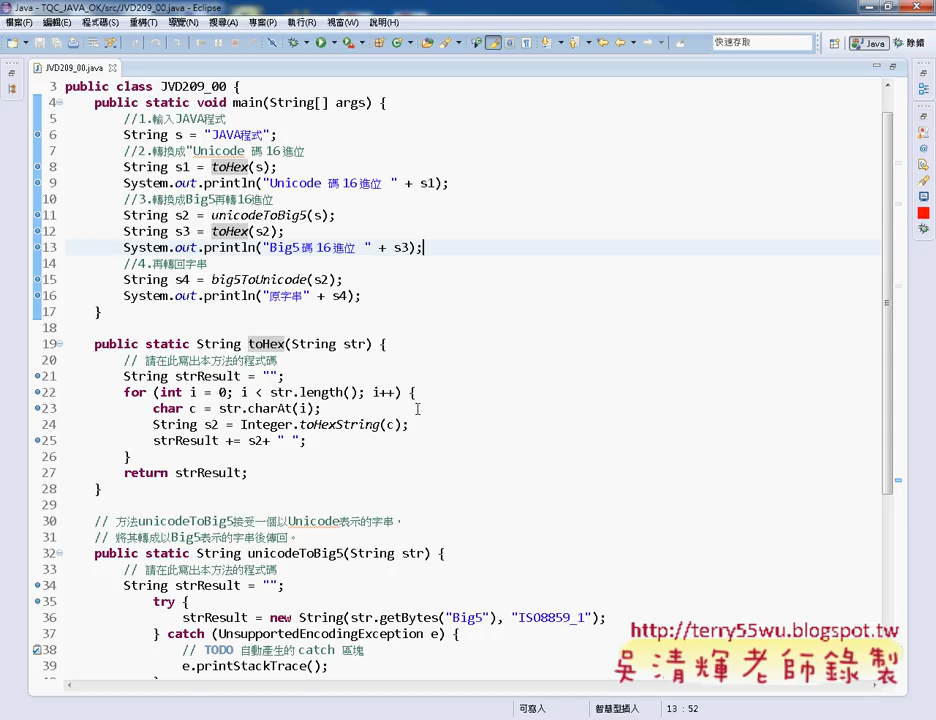 Java - TQC_JAVA_OK/src/JVD209_00.java - Eclipse
檔案(F) 編輯(E) 程式碼(S) 重構(T) 導覽(N) 搜尋(A) 專案(P) 執行(R) 視窗(W) 說明(H)
快速存取 Java 除錯
JVD209_00.java
3 public class JVD209_00 {
4 public static void main(String[] args) {
5 //1.輸入JAVA程式
6 String s = "JAVA程式";
7 //2.轉換成"Unicode 碼 16進位
8 String s1 = toHex(s);
9 System.out.println("Unicode 碼 16進位 " + s1);
10 //3.轉換成Big5再轉16進位
11 String s2 = unicodeToBig5(s);
12 String s3 = toHex(s2);
13 System.out.println("Big5碼 16進位 " + s3);
14 //4.再轉回字串
15 String s4 = big5ToUnicode(s2);
16 System.out.println("原字串" + s4);
17 }
18
19 public static String toHex(String str) {
20 // 請在此寫出本方法的程式碼
21 String strResult = "";
22 for (int i = 0; i < str.length(); i++) {
23 char c = str.charAt(i);
24 String s2 = Integer.toHexString(c);
25 strResult += s2+ " ";
26 }
27 return strResult;
28 }
29
30 // 方法unicodeToBig5接受一個以Unicode表示的字串，
31 // 將其轉成以Big5表示的字串後傳回。
32 public static String unicodeToBig5(String str) {
33 // 請在此寫出本方法的程式碼
34 String strResult = "";
35 try {
36 strResult = new String(str.getBytes("Big5"), "ISO8859_1");
37 } catch (UnsupportedEncodingException e) {
38 // TODO 自動產生的 catch 區塊
39 e.printStackTrace();
http://terry55wu.blogspot.tw
吳清輝老師錄製
可寫入 智慧型插入 13 : 52